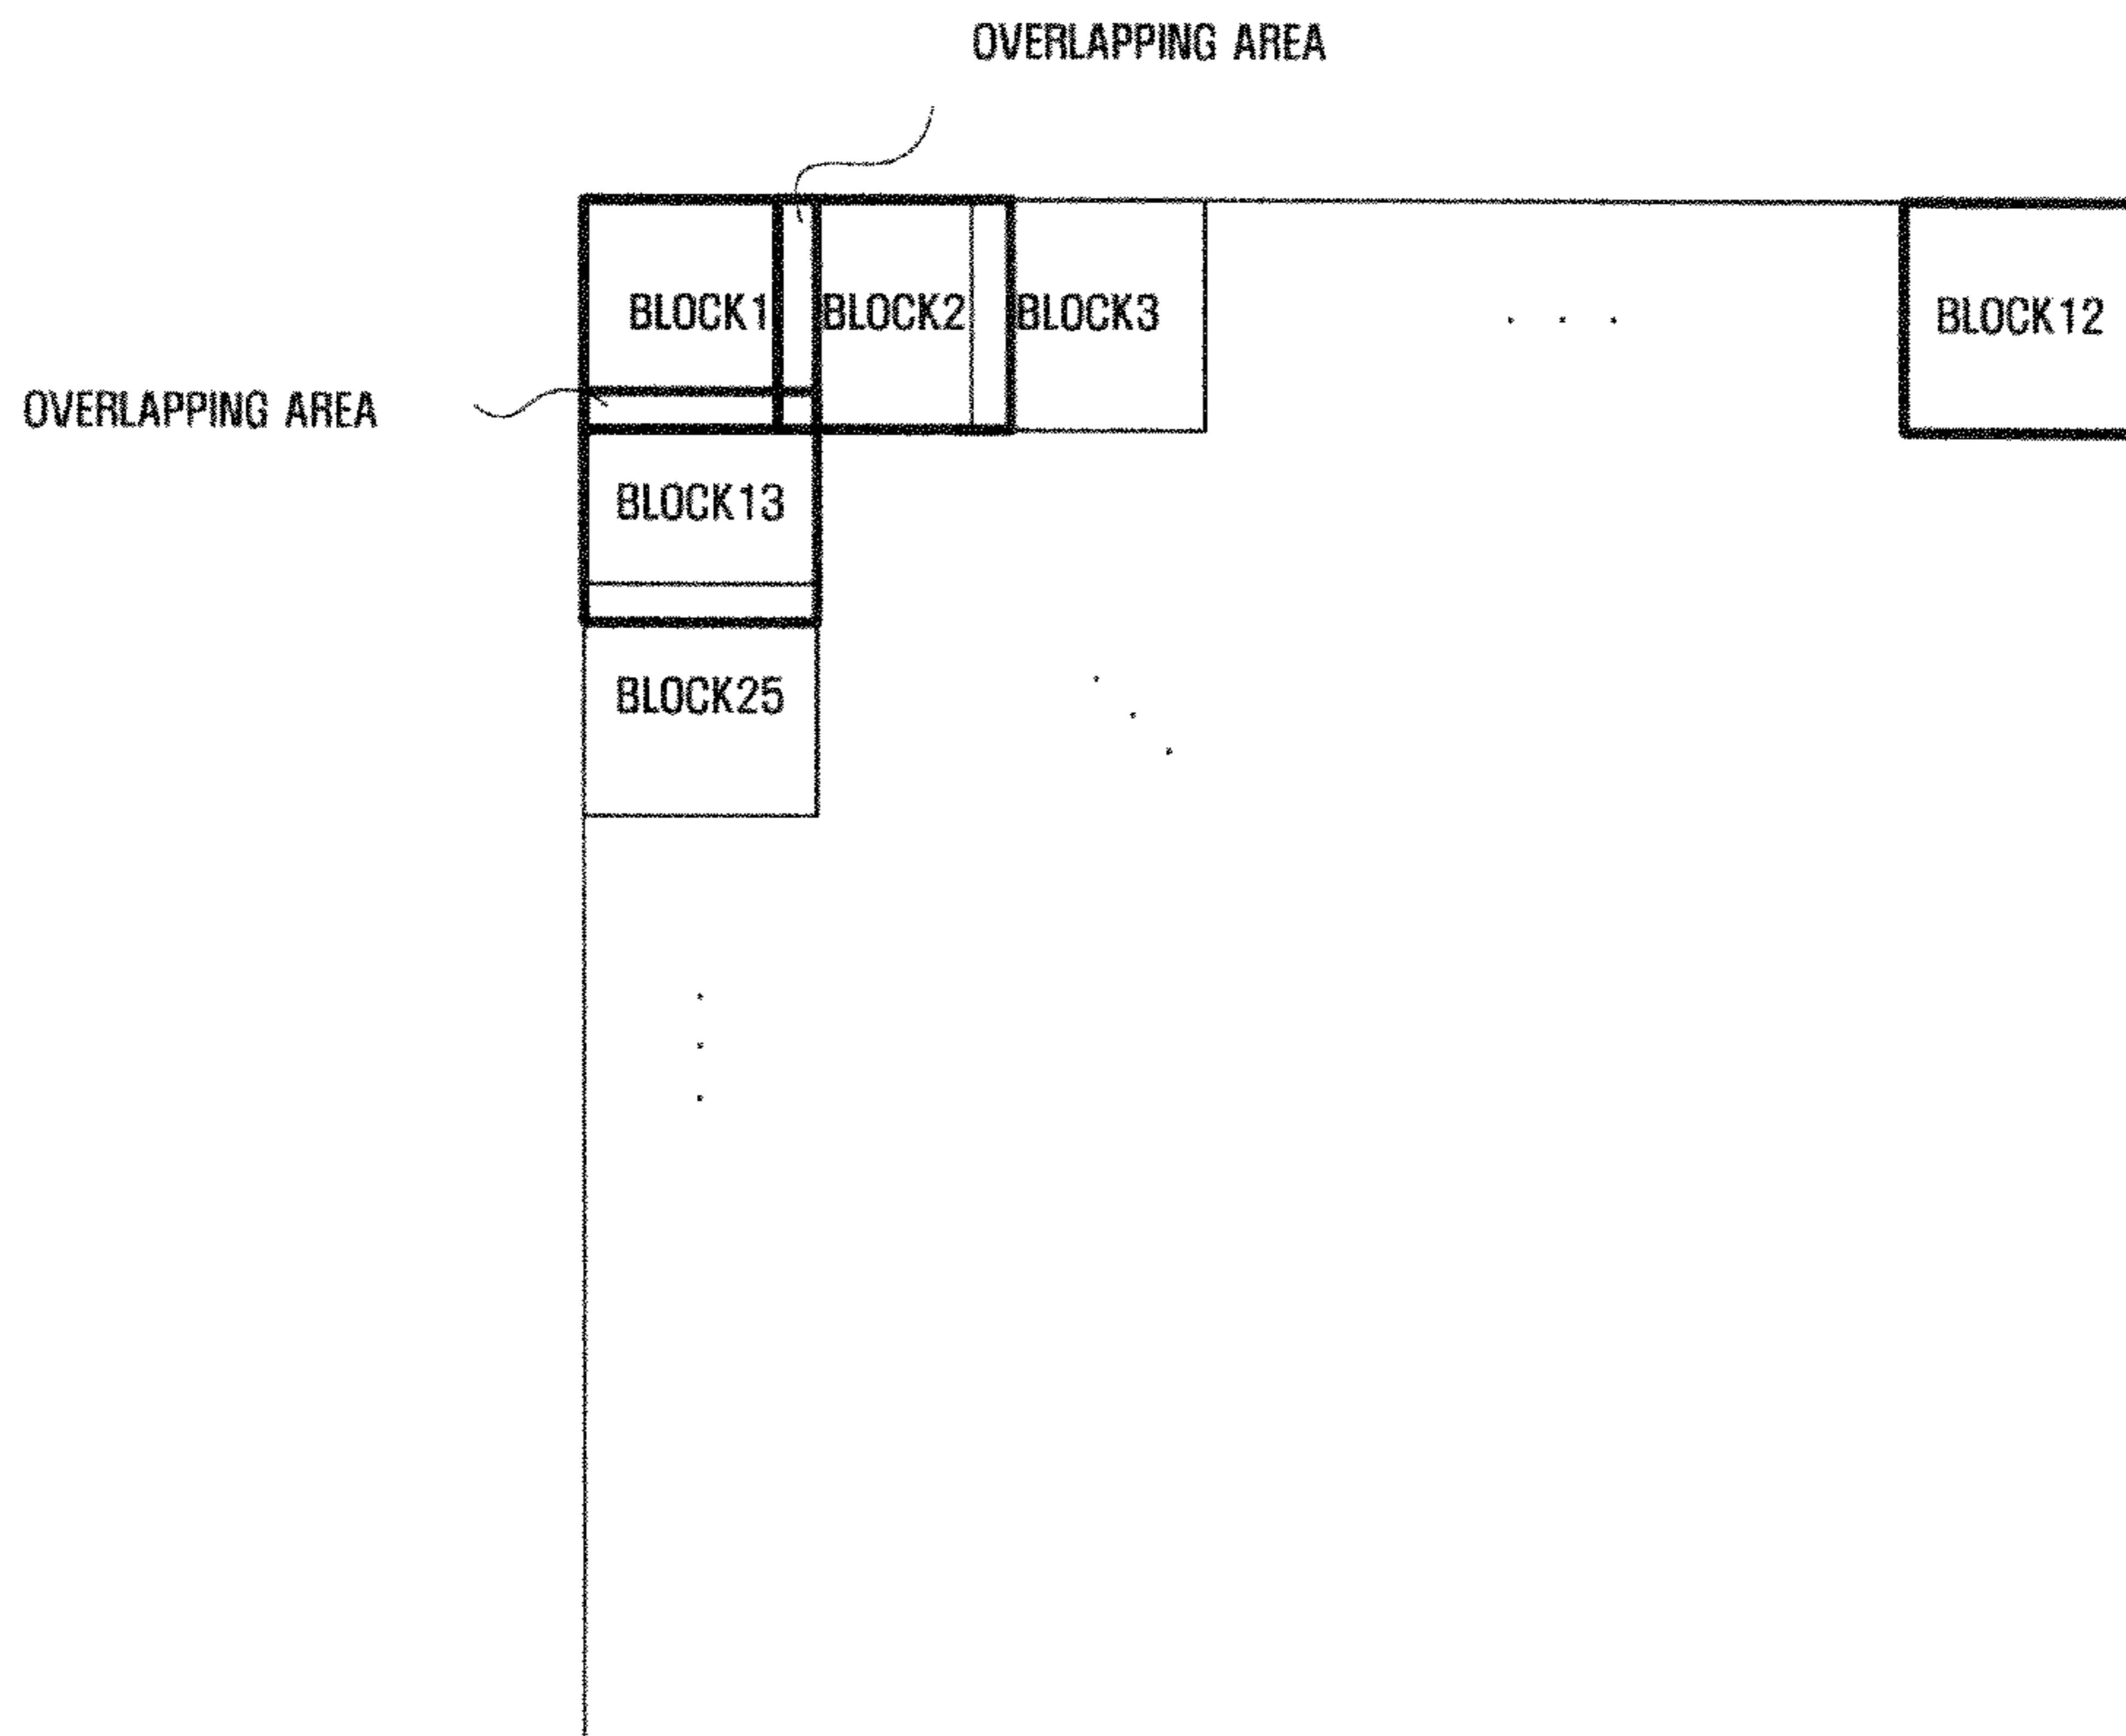 OVERLAPPING AREA
BLOCK1 BLOCK2 BLOCK3 . . . BLOCK12
OVERLAPPING AREA
BLOCK13
BLOCK25